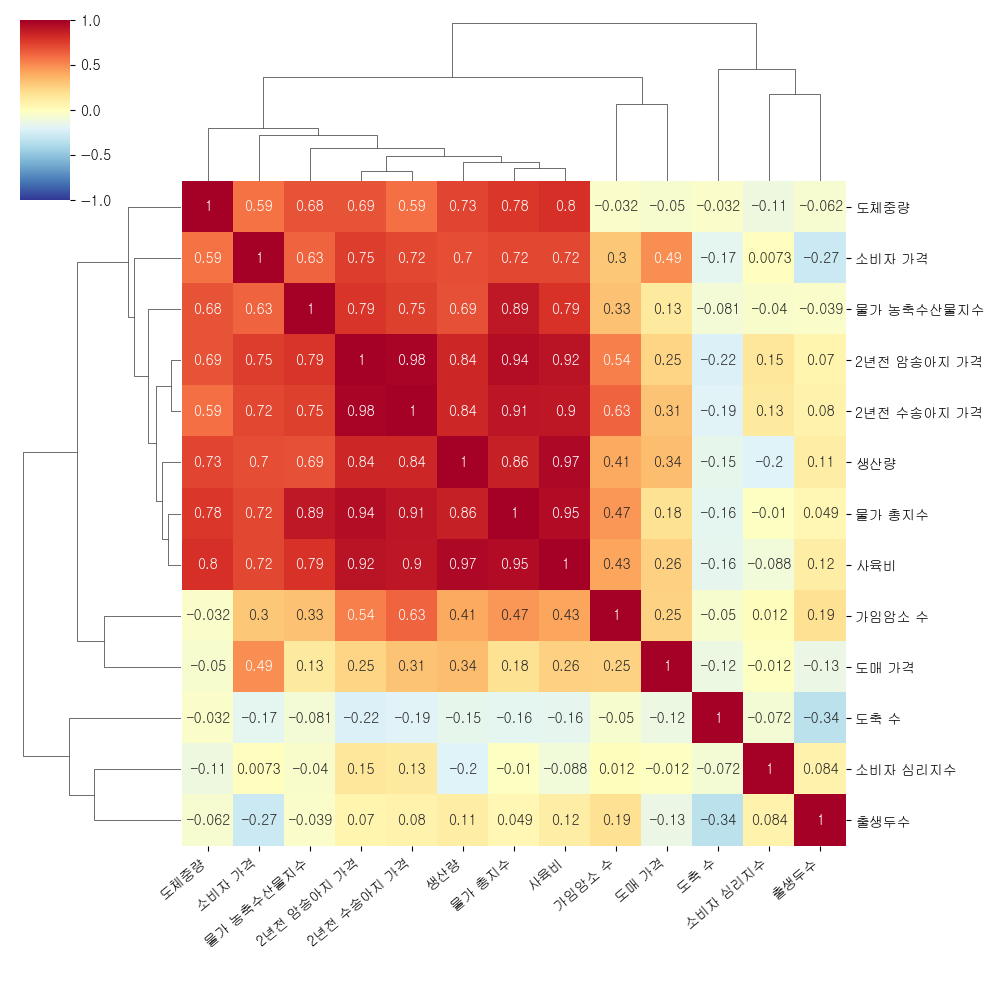 1.0
0.5
0.0
−0.5
−1.0
1 0.59 0.68 0.69 0.59 0.73 0.78 0.8 −0.032 −0.05 −0.032 −0.11 −0.062 도체중량
0.59 1 0.63 0.75 0.72 0.7 0.72 0.72 0.3 0.49 −0.17 0.0073 −0.27 소비자 가격
0.68 0.63 1 0.79 0.75 0.69 0.89 0.79 0.33 0.13 −0.081 −0.04 −0.039 물가 농축수산물지수
0.69 0.75 0.79 1 0.98 0.84 0.94 0.92 0.54 0.25 −0.22 0.15 0.07 2년전 암송아지 가격
0.59 0.72 0.75 0.98 1 0.84 0.91 0.9 0.63 0.31 −0.19 0.13 0.08 2년전 수송아지 가격
0.73 0.7 0.69 0.84 0.84 1 0.86 0.97 0.41 0.34 −0.15 −0.2 0.11 생산량
0.78 0.72 0.89 0.94 0.91 0.86 1 0.95 0.47 0.18 −0.16 −0.01 0.049 물가 총지수
0.8 0.72 0.79 0.92 0.9 0.97 0.95 1 0.43 0.26 −0.16 −0.088 0.12 사육비
−0.032 0.3 0.33 0.54 0.63 0.41 0.47 0.43 1 0.25 −0.05 0.012 0.19 가임암소 수
−0.05 0.49 0.13 0.25 0.31 0.34 0.18 0.26 0.25 1 −0.12 −0.012 −0.13 도매 가격
−0.032 −0.17 −0.081 −0.22 −0.19 −0.15 −0.16 −0.16 −0.05 −0.12 1 −0.072 −0.34 도축 수
−0.11 0.0073 −0.04 0.15 0.13 −0.2 −0.01 −0.088 0.012 −0.012 −0.072 1 0.084 소비자 심리지수
−0.062 −0.27 −0.039 0.07 0.08 0.11 0.049 0.12 0.19 −0.13 −0.34 0.084 1 출생두수
도체중량
소비자 가격
물가 농축수산물지수
2년전 암송아지 가격
2년전 수송아지 가격
생산량
물가 총지수
사육비
가임암소 수
도매 가격
도축 수
소비자 심리지수
출생두수